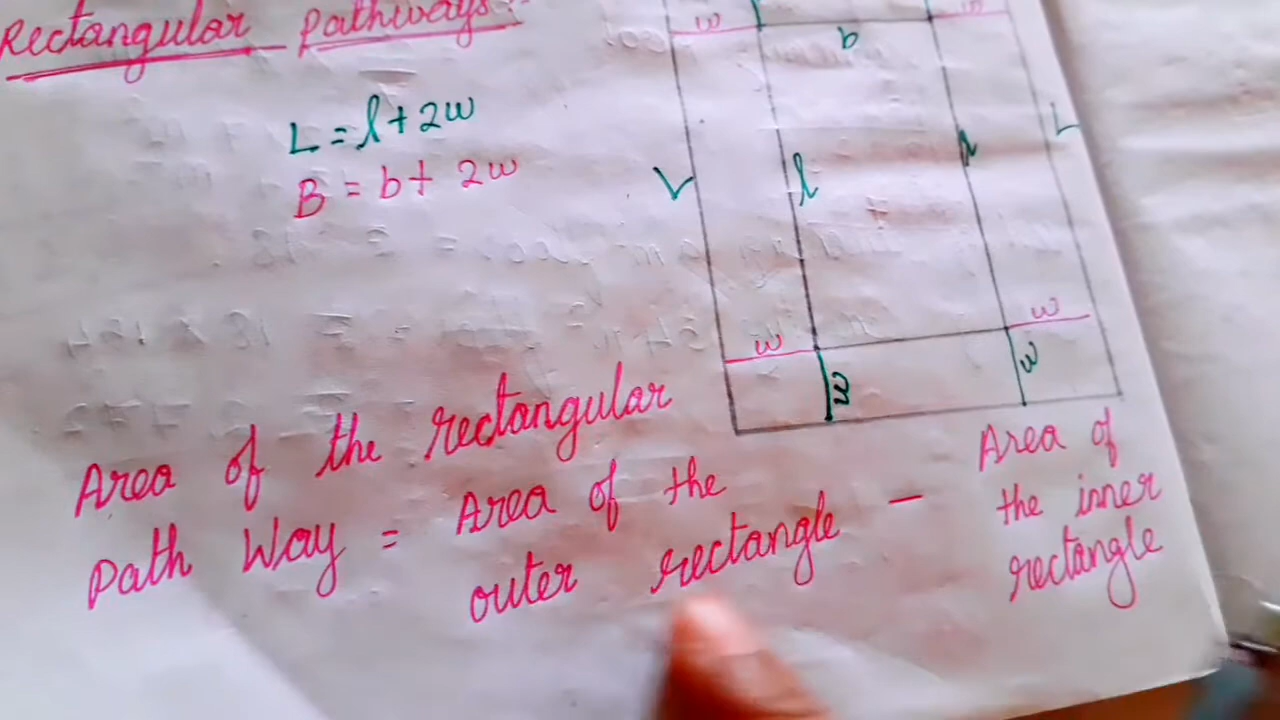 Rectangular Pathways :
w
w
b
L = l + 2w
B = b + 2w
L
l
l
L
w
w
w
w
Area of the rectangular
Path Way = Area of the
outer rectangle
- Area of
the inner
rectangle